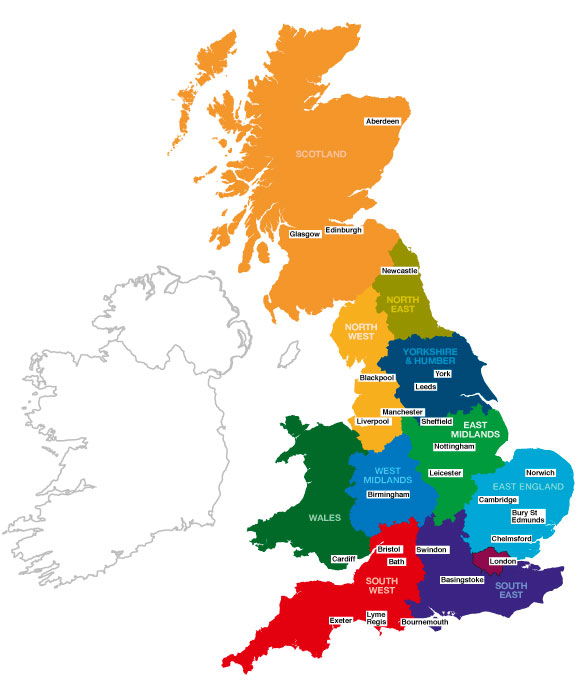 Aberdeen
SCOTLAND
Glasgow
Edinburgh
Newcastle
NORTH
EAST
NORTH
WEST
YORKSHIRE
& HUMBER
York
Blackpool
Leeds
Manchester
Liverpool
Sheffield
EAST
MIDLANDS
Nottingham
WEST
MIDLANDS
Leicester
Norwich
EAST ENGLAND
Birmingham
Cambridge
Bury St
Edmunds
WALES
Chelmsford
Cardiff
Bristol
Swindon
Bath
London
Basingstoke
SOUTH
WEST
SOUTH
EAST
Exeter
Lyme
Regis
Bournemouth